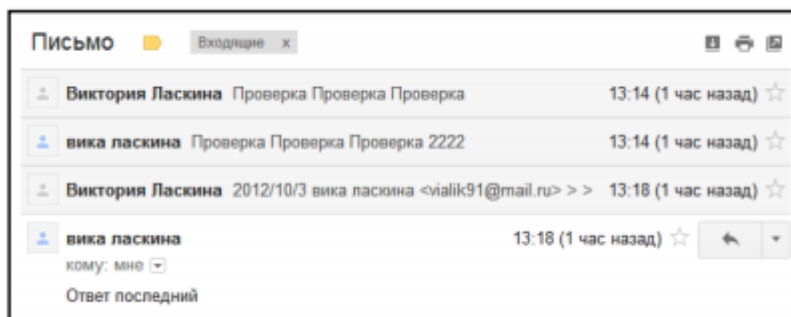 Письмо Входящие x
Виктория Ласкина Проверка Проверка Проверка 13:14 (1 час назад)
вика ласкина Проверка Проверка Проверка 2222 13:14 (1 час назад)
Виктория Ласкина 2012/10/3 вика ласкина <vialik91@mail.ru> > > 13:18 (1 час назад)
вика ласкина 13:18 (1 час назад)
кому: мне
Ответ последний